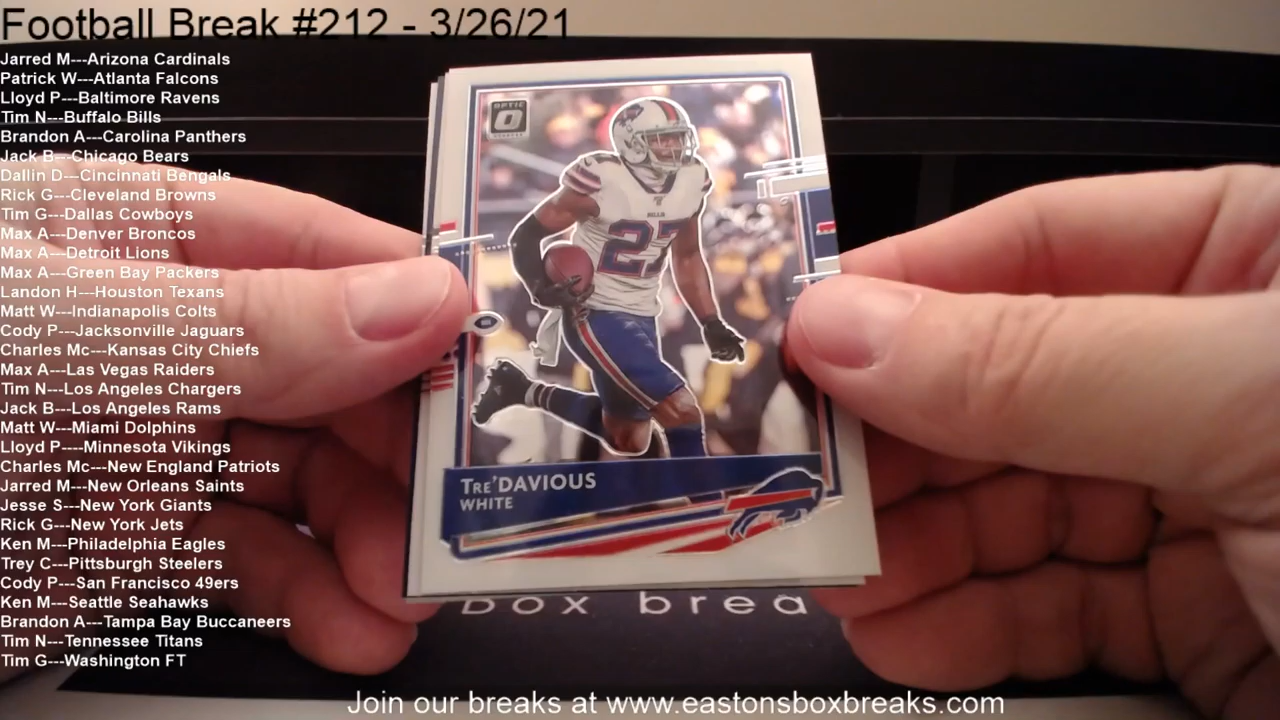 Football Break #212 - 3/26/21
Jarred M---Arizona Cardinals
Patrick W---Atlanta Falcons
Lloyd P---Baltimore Ravens
Tim N---Buffalo Bills
Brandon A---Carolina Panthers
Jack B---Chicago Bears
Dallin D---Cincinnati Bengals
Rick G---Cleveland Browns
Tim G---Dallas Cowboys
Max A---Denver Broncos
Max A---Detroit Lions
Max A---Green Bay Packers
Landon H---Houston Texans
Matt W---Indianapolis Colts
Cody P---Jacksonville Jaguars
Charles Mc---Kansas City Chiefs
Max A---Las Vegas Raiders
Tim N---Los Angeles Chargers
Jack B---Los Angeles Rams
Matt W---Miami Dolphins
Lloyd P----Minnesota Vikings
Charles Mc---New England Patriots
Jarred M---New Orleans Saints
Jesse S---New York Giants
Rick G---New York Jets
Ken M---Philadelphia Eagles
Trey C---Pittsburgh Steelers
Cody P---San Francisco 49ers
Ken M---Seattle Seahawks
Brandon A---Tampa Bay Buccaneers
Tim N---Tennessee Titans
Tim G---Washington FT
OPTIC
O
BILLS
27
TRE'DAVIOUS
WHITE
box brea
Join our breaks at www.eastonsboxbreaks.com